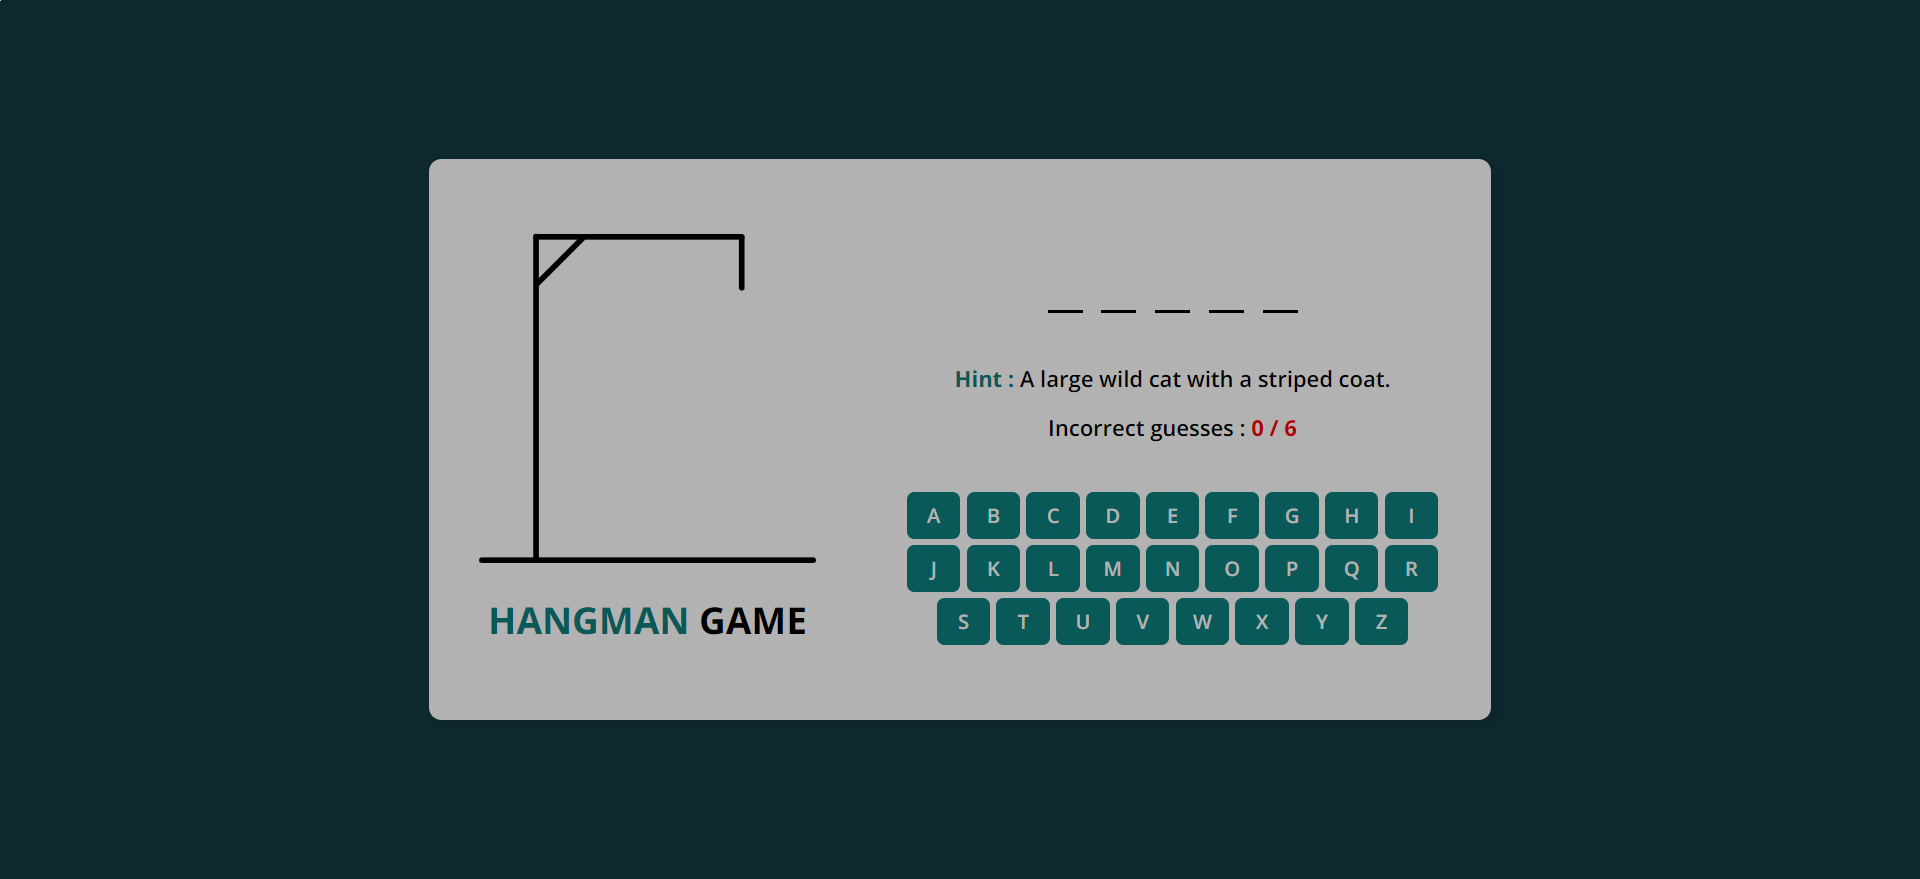 Hint : A large wild cat with a striped coat.
Incorrect guesses : 0 / 6
A B C D E F G H I
J K L M N O P Q R
S T U V W X Y Z
HANGMAN GAME